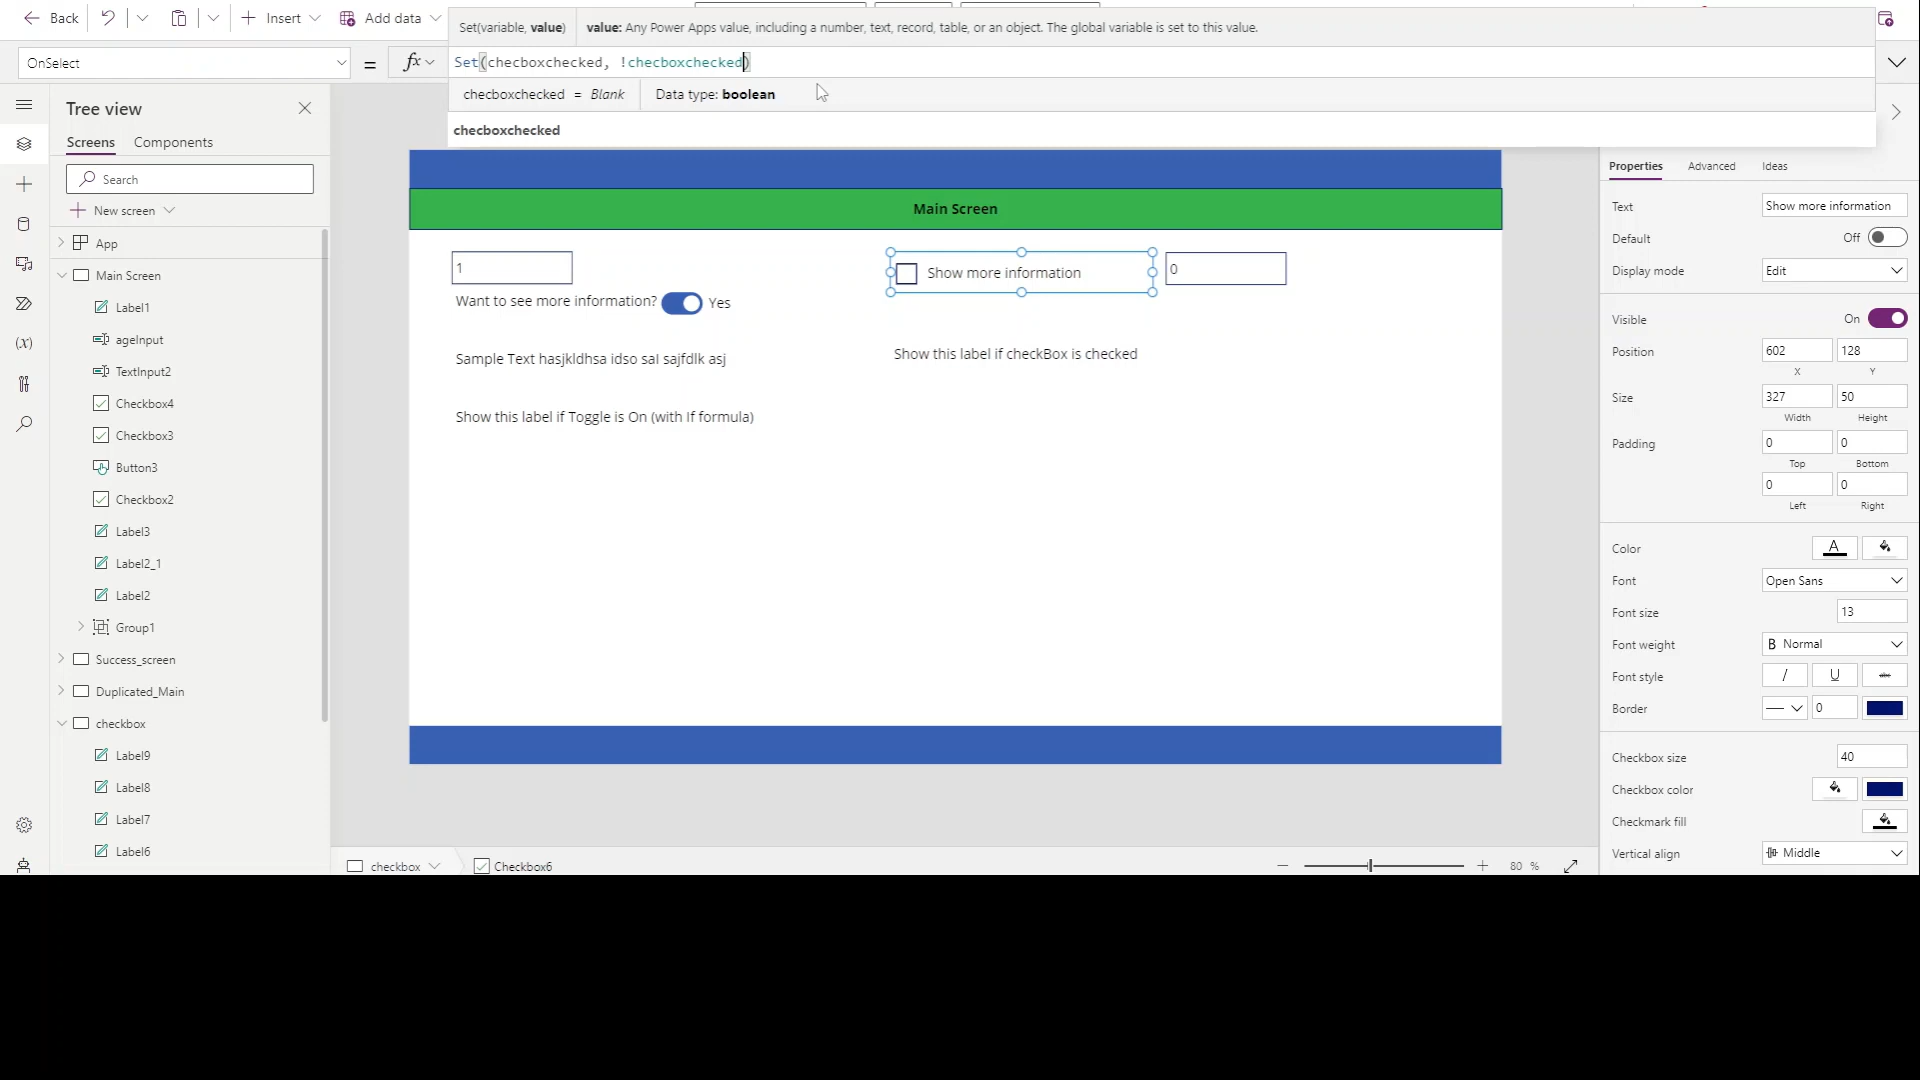 Back
Insert
Add data
Set(variable, value)
value: Any Power Apps value, including a number, text, record, table, or an object. The global variable is set to this value.
OnSelect
=
fx
Set(checboxchecked, !checboxchecked)
checboxchecked = Blank
Data type: boolean
checboxchecked
Tree view
Screens
Components
Search
New screen
App
Main Screen
Label1
ageInput
TextInput2
Checkbox4
Checkbox3
Button3
Checkbox2
Label3
Label2_1
Label2
Group1
Success_screen
Duplicated_Main
checkbox
Label9
Label8
Label7
Label6
Main Screen
1
Want to see more information?
Yes
Sample Text hasjkldhsa idso sal sajfdlk asj
Show this label if Toggle is On (with If formula)
Show more information
0
Show this label if checkBox is checked
checkbox
Checkbox6
80 %
Properties
Advanced
Ideas
Text
Show more information
Default
Off
Display mode
Edit
Visible
On
Position
602
128
X
Y
Size
327
50
Width
Height
Padding
0
0
Top
Bottom
0
0
Left
Right
Color
A
Font
Open Sans
Font size
13
Font weight
B Normal
Font style
/
U
abc
Border
0
Checkbox size
40
Checkbox color
Checkmark fill
Vertical align
Middle